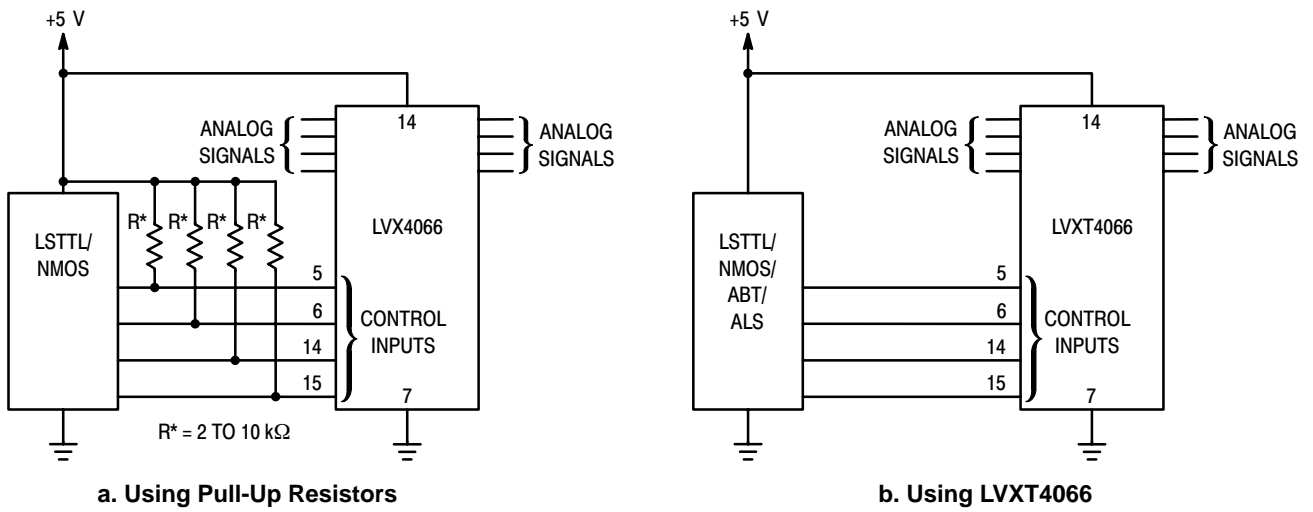 +5 V
14
ANALOG
SIGNALS
ANALOG
SIGNALS
R* R* R* R*
LSTTL/
NMOS
LVX4066
5
6
14
15
CONTROL
INPUTS
7
R* = 2 TO 10 kΩ
a. Using Pull-Up Resistors
+5 V
14
ANALOG
SIGNALS
ANALOG
SIGNALS
LSTTL/
NMOS/
ABT/
ALS
LVXT4066
5
6
14
15
CONTROL
INPUTS
7
b. Using LVXT4066